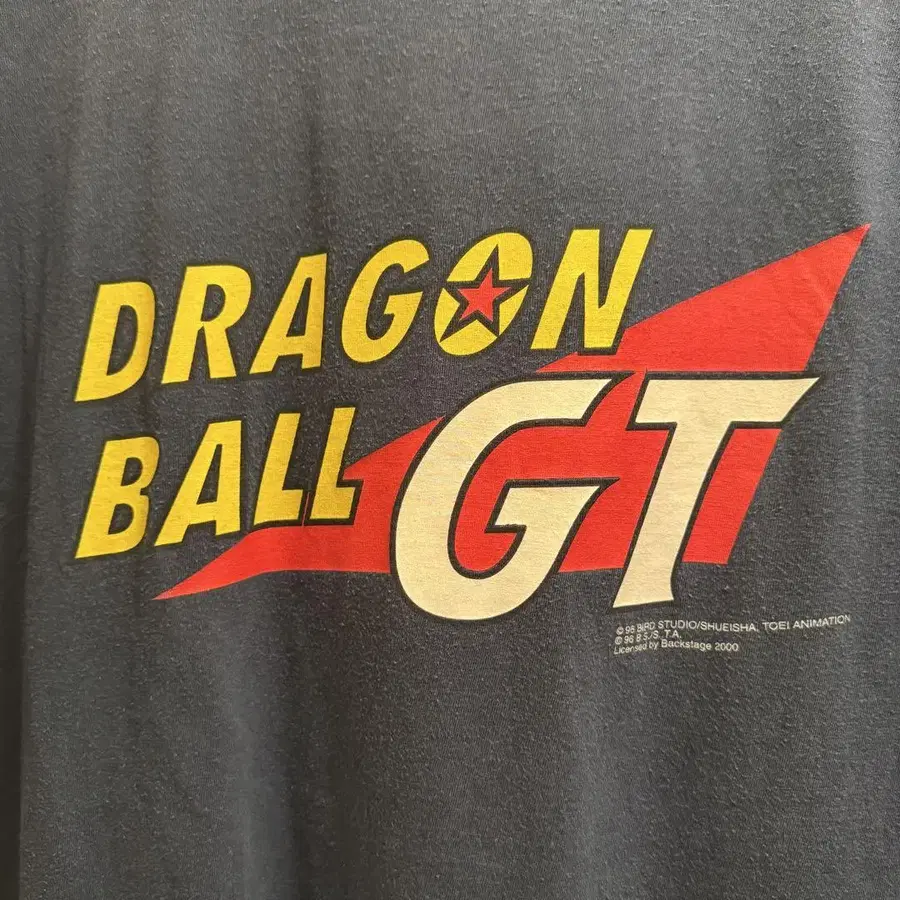 DRAGON
BALL GT
© 96 BIRD STUDIO/SHUEISHA, TOEI ANIMATION
© 96 B.S./S, T.A.
Licensed by Backstage 2000